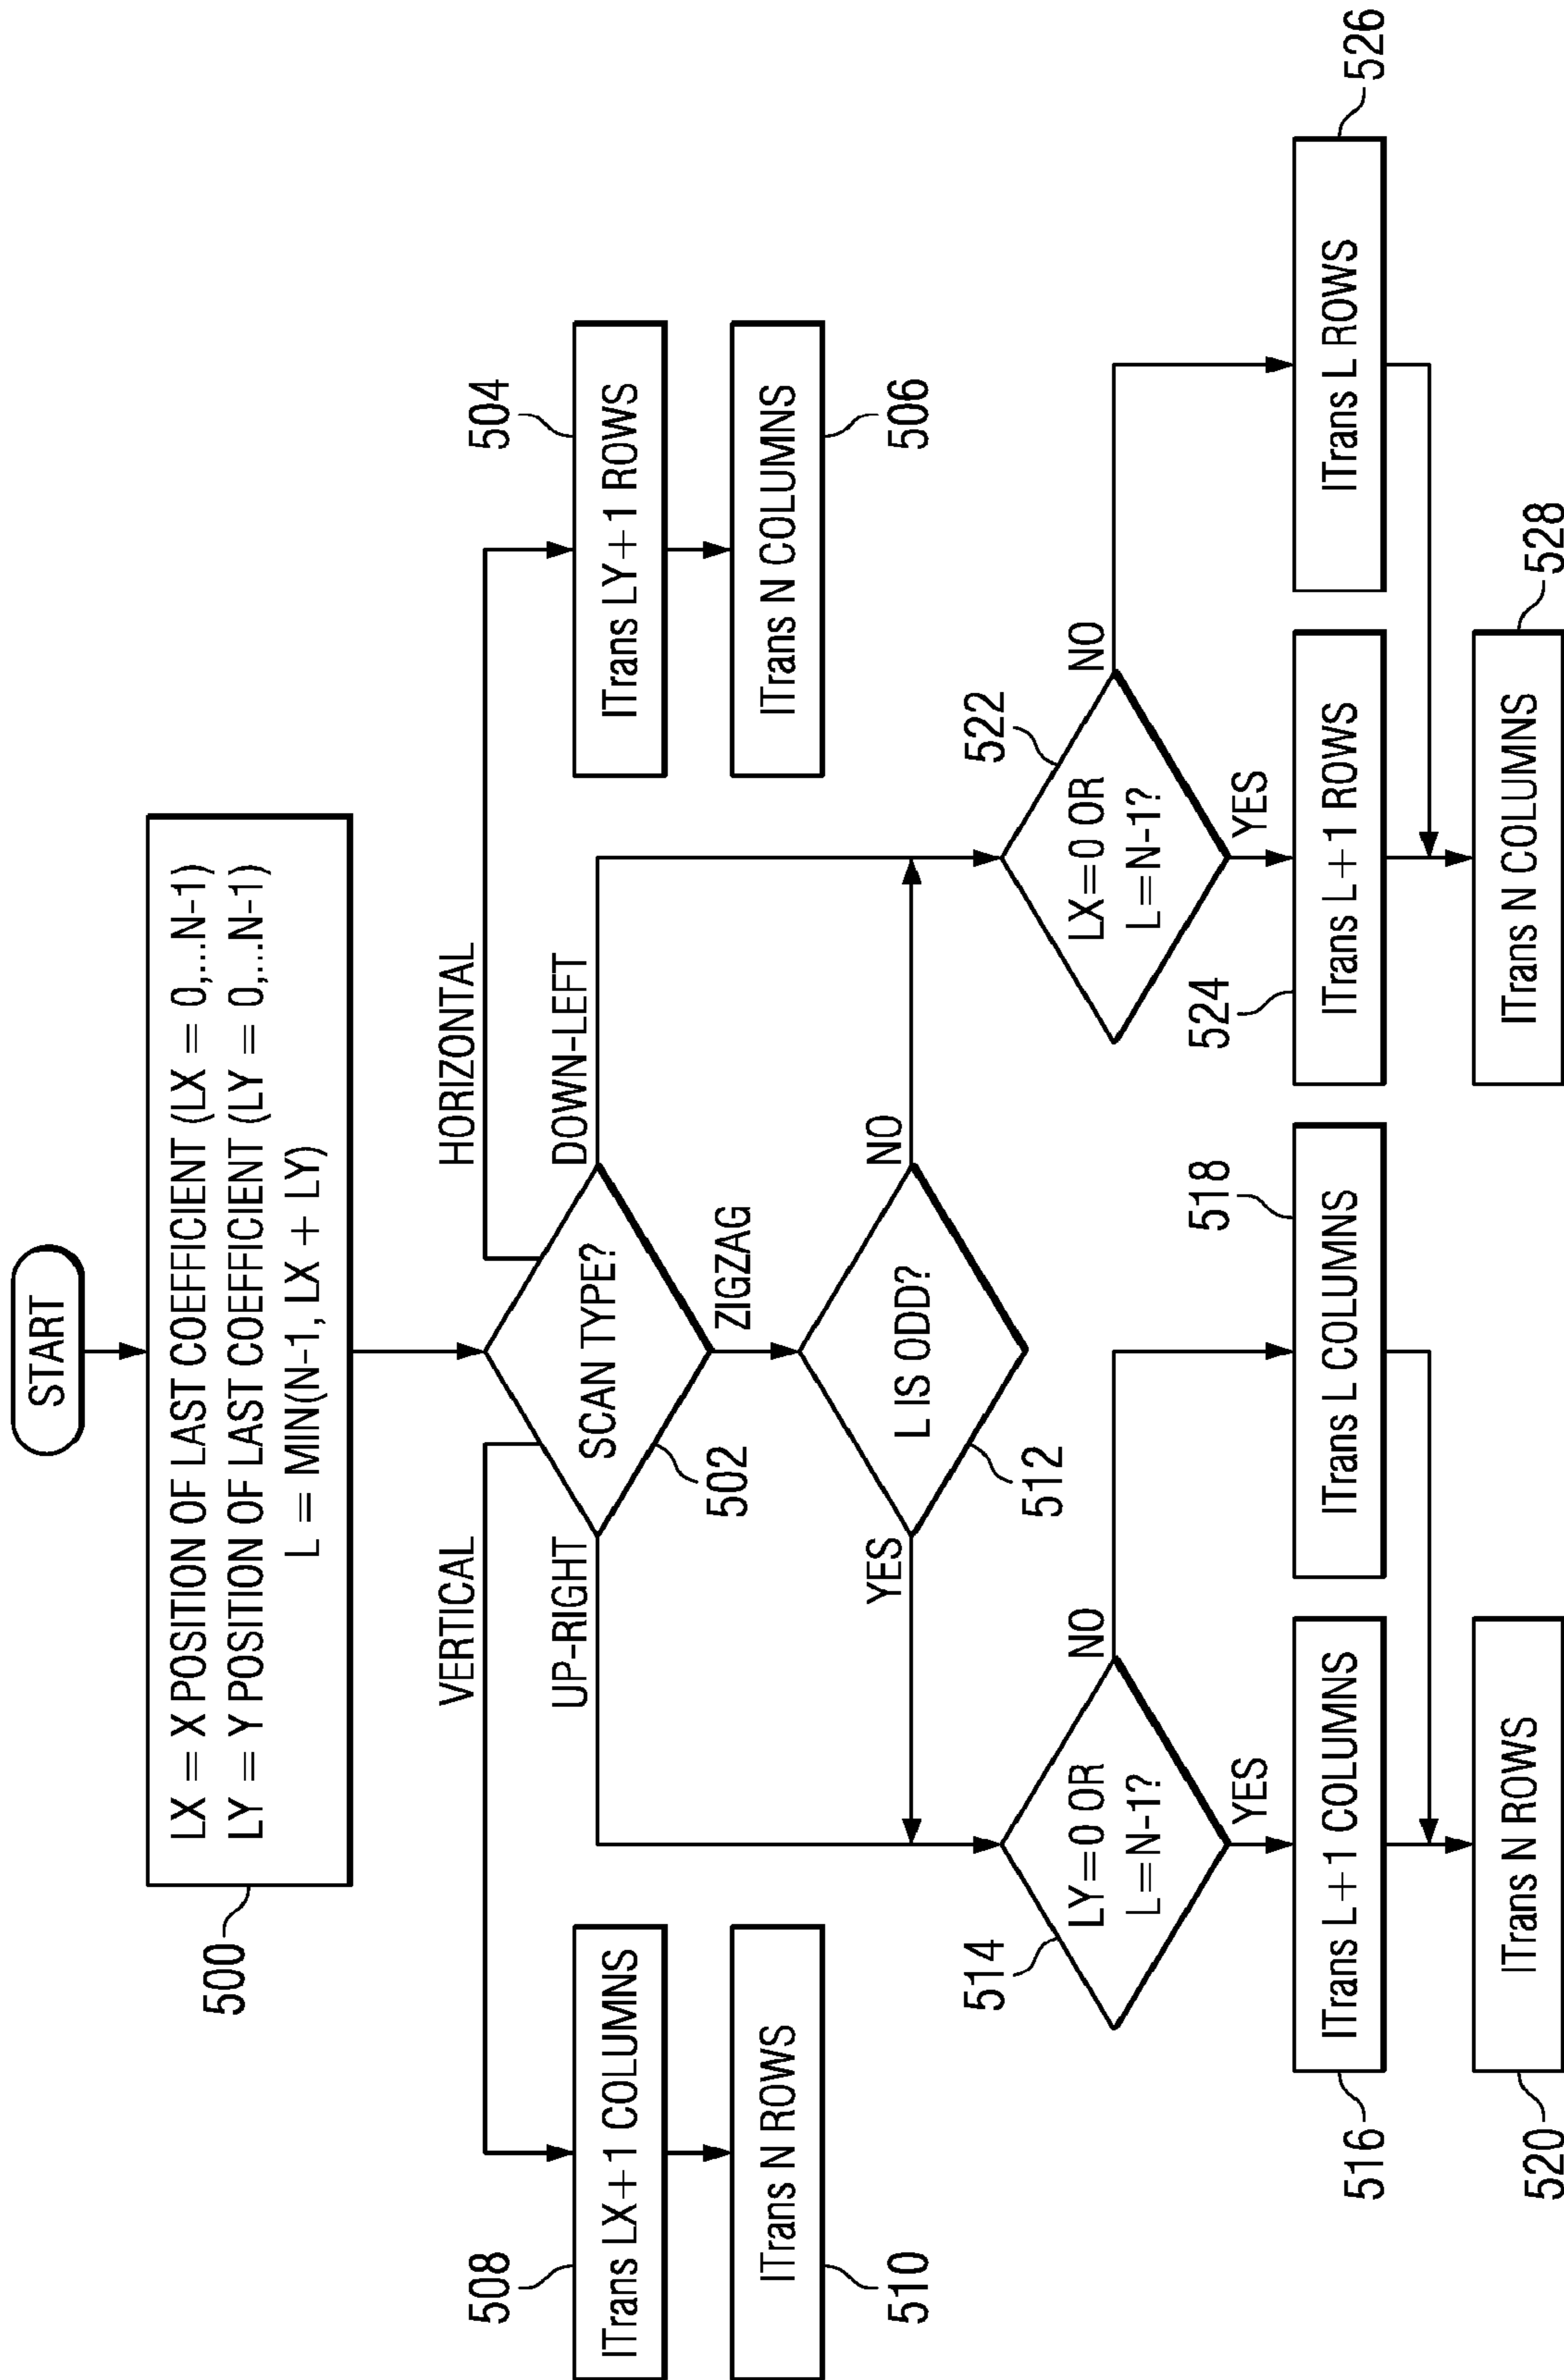 START
LX = X POSITION OF LAST COEFFICIENT (LX = 0,...N-1)
LY = Y POSITION OF LAST COEFFICIENT (LY = 0,...N-1)
L = MIN(N-1, LX + LY)
500
VERTICAL
HORIZONTAL
508
504
UP-RIGHT
SCAN TYPE?
DOWN-LEFT
ITrans LX+1 COLUMNS
ITrans LY+1 ROWS
502
ZIGZAG
ITrans N ROWS
ITrans N COLUMNS
510
506
YES
L IS ODD?
NO
512
514
LY=0 OR
L=N-1?
NO
522
LX=0 OR
L=N-1?
NO
YES
518
YES
524
516
ITrans L+1 COLUMNS
ITrans L COLUMNS
ITrans L+1 ROWS
ITrans L ROWS
526
520
ITrans N ROWS
ITrans N COLUMNS
528